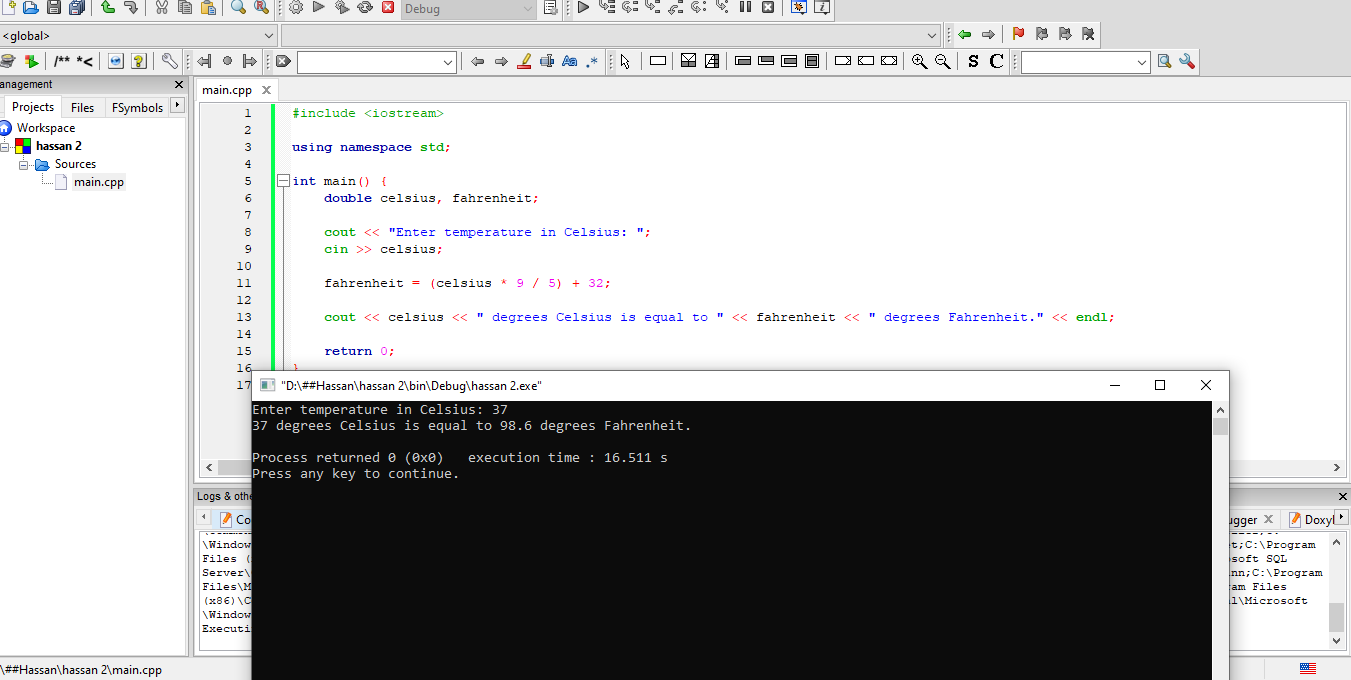 Debug
<global>
/** *<
Aa .*
S C
anagement
Projects Files FSymbols
Workspace
hassan 2
Sources
main.cpp
main.cpp
1 #include <iostream>
2
3 using namespace std;
4
5 int main() {
6 double celsius, fahrenheit;
7
8 cout << "Enter temperature in Celsius: ";
9 cin >> celsius;
10
11 fahrenheit = (celsius * 9 / 5) + 32;
12
13 cout << celsius << " degrees Celsius is equal to " << fahrenheit << " degrees Fahrenheit." << endl;
14
15 return 0;
16 }
17
"D:\##Hassan\hassan 2\bin\Debug\hassan 2.exe"
Enter temperature in Celsius: 37
37 degrees Celsius is equal to 98.6 degrees Fahrenheit.
Process returned 0 (0x0) execution time : 16.511 s
Press any key to continue.
Logs & othe
Co
\Window
Files (
Server\
Files\M
(x86)\C
\Window
Executi
ugger Doxyl
t;C:\Program
soft SQL
nn;C:\Program
am Files
l\Microsoft
\##Hassan\hassan 2\main.cpp